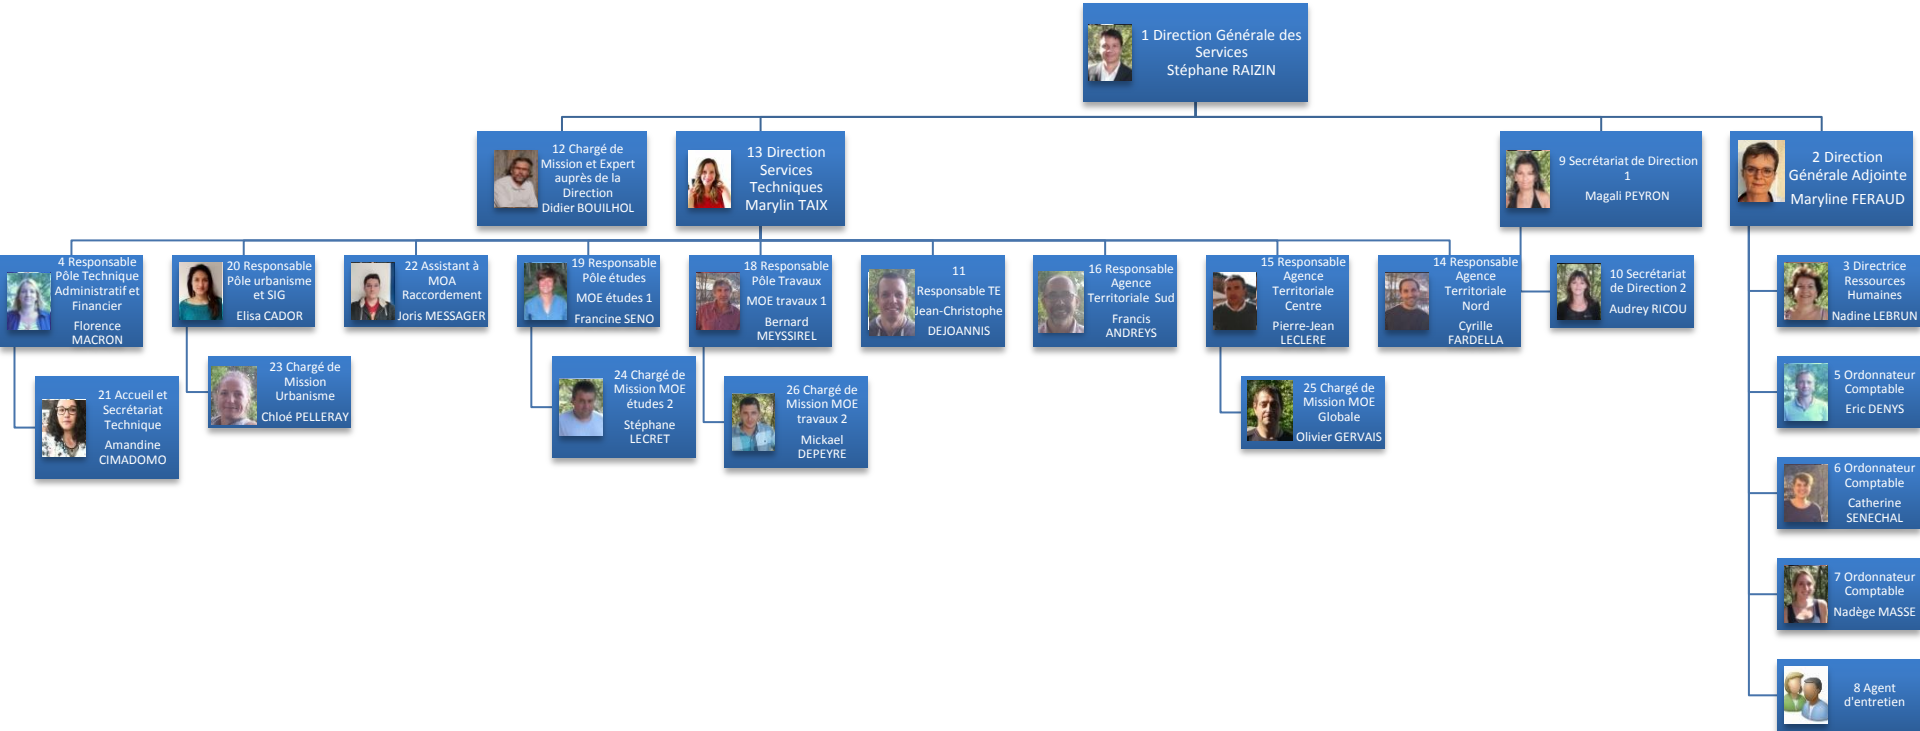 1 Direction Générale des
Services
Stéphane RAIZIN
12 Chargé de
Mission et Expert
auprès de la
Direction
Didier BOUILHOL
13 Direction
Services
Techniques
Marylin TAIX
9 Secrétariat de Direction
1
Magali PEYRON
2 Direction
Générale Adjointe
Maryline FERAUD
4 Responsable
Pôle Technique
Administratif et
Financier
Florence
MACRON
20 Responsable
Pôle urbanisme
et SIG
Elisa CADOR
22 Assistant à
MOA
Raccordement
Joris MESSAGER
19 Responsable
Pôle études
MOE études 1
Francine SENO
18 Responsable
Pôle Travaux
MOE travaux 1
Bernard
MEYSSIREL
11
Responsable TE
Jean-Christophe
DEJOANNIS
16 Responsable
Agence
Territoriale Sud
Francis
ANDREYS
15 Responsable
Agence
Territoriale
Centre
Pierre-Jean
LECLERE
14 Responsable
Agence
Territoriale
Nord
Cyrille
FARDELLA
10 Secrétariat
de Direction 2
Audrey RICOU
3 Directrice
Ressources
Humaines
Nadine LEBRUN
21 Accueil et
Secrétariat
Technique
Amandine
CIMADOMO
23 Chargé de
Mission
Urbanisme
Chloé PELLERAY
24 Chargé de
Mission MOE
études 2
Stéphane
LECRET
26 Chargé de
Mission MOE
travaux 2
Mickael
DEPEYRE
25 Chargé de
Mission MOE
Globale
Olivier GERVAIS
5 Ordonnateur
Comptable
Eric DENYS
6 Ordonnateur
Comptable
Catherine
SENECHAL
7 Ordonnateur
Comptable
Nadège MASSE
8 Agent
d'entretien